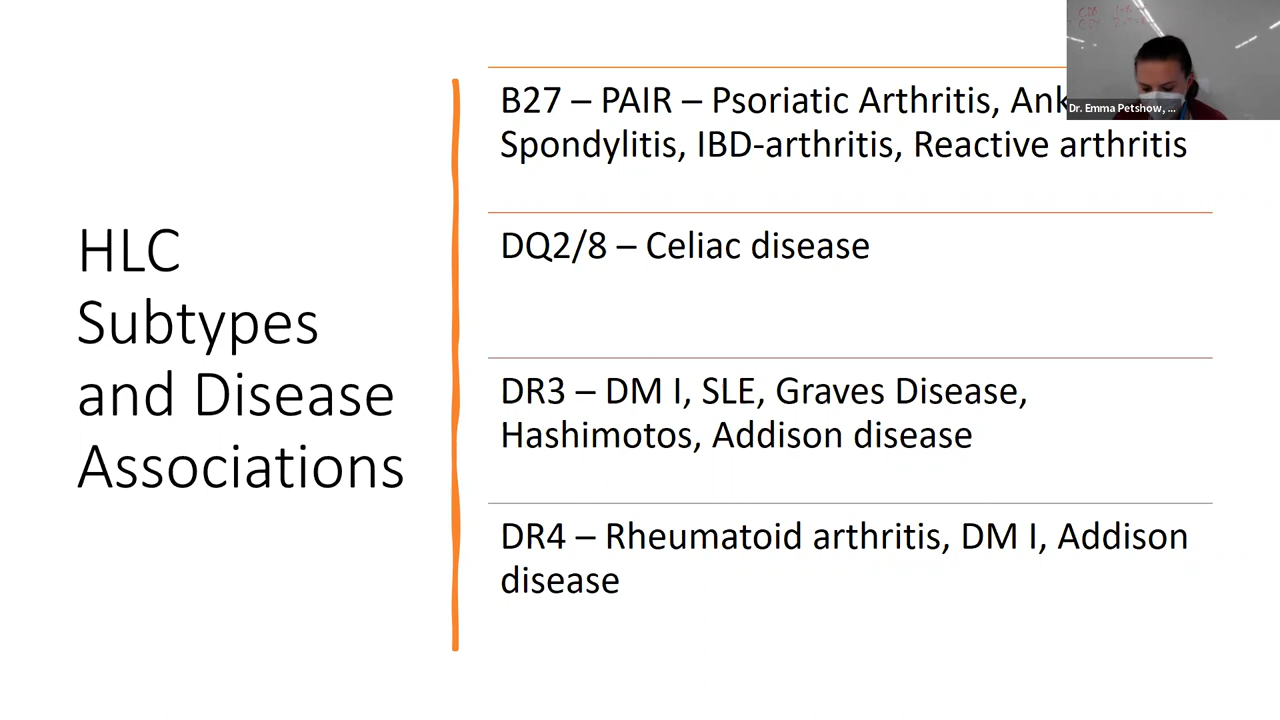 HLC
Subtypes
and Disease
Associations
B27 – PAIR – Psoriatic Arthritis, Ank
Spondylitis, IBD-arthritis, Reactive arthritis
DQ2/8 – Celiac disease
DR3 – DM I, SLE, Graves Disease,
Hashimotos, Addison disease
DR4 – Rheumatoid arthritis, DM I, Addison
disease
Dr. Emma Petshow, ...